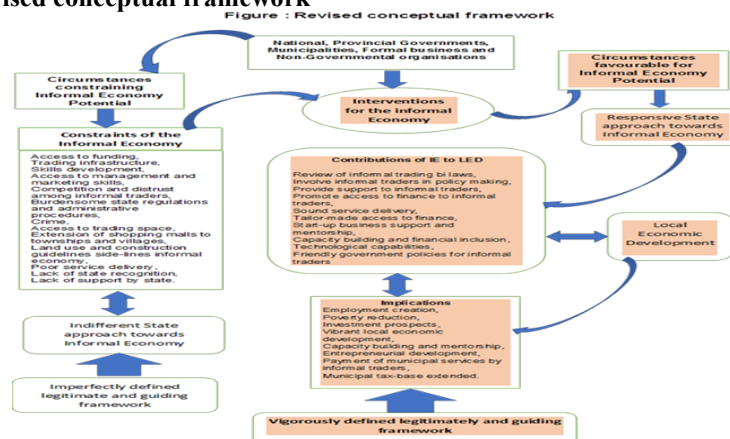 ised conceptual framework
Figure : Revised conceptual framework
National, Provincial Governments,
Municipalities, Formal business and
Non-Governmental organisations
Circumstances
constraining
Informal Economy
Potential
Circumstances
favourable for
Informal Economy
Potential
Interventions
for the informal
Economy
Constraints of the
Informal Economy
Access to funding,
Trading infrastructure,
Skills development,
Access to management and
marketing skills,
Competition and distrust
among informal traders,
Burdensome state regulations
and administrative
procedures,
Crime,
Access to trading space,
Extension of shopping malls to
townships and villages,
Land use and construction
guidelines side-lines informal
economy,
Poor service delivery,
Lack of state recognition,
Lack of support by state.
Responsive State
approach towards
Informal Economy
Contributions of IE to LED
Review of informal trading bi laws,
Involve informal traders in policy making,
Provide support to informal traders,
Promote access to finance to informal
traders,
Sound service delivery,
Tailor-made access to finance,
Start-up business support and
mentorship,
Capacity building and financial inclusion,
Technological capabilities,
Friendly government policies for informal
traders
Local
Economic
Development
Implications
Employment creation,
Poverty reduction,
Investment prospects,
Vibrant local economic
development,
Capacity building and mentorship,
Entrepreneurial development,
Payment of municipal services by
informal traders,
Municipal tax-base extended.
Indifferent State
approach towards
Informal Economy
Imperfectly defined
legitimate and guiding
framework
Vigorously defined legitimately and guiding
framework